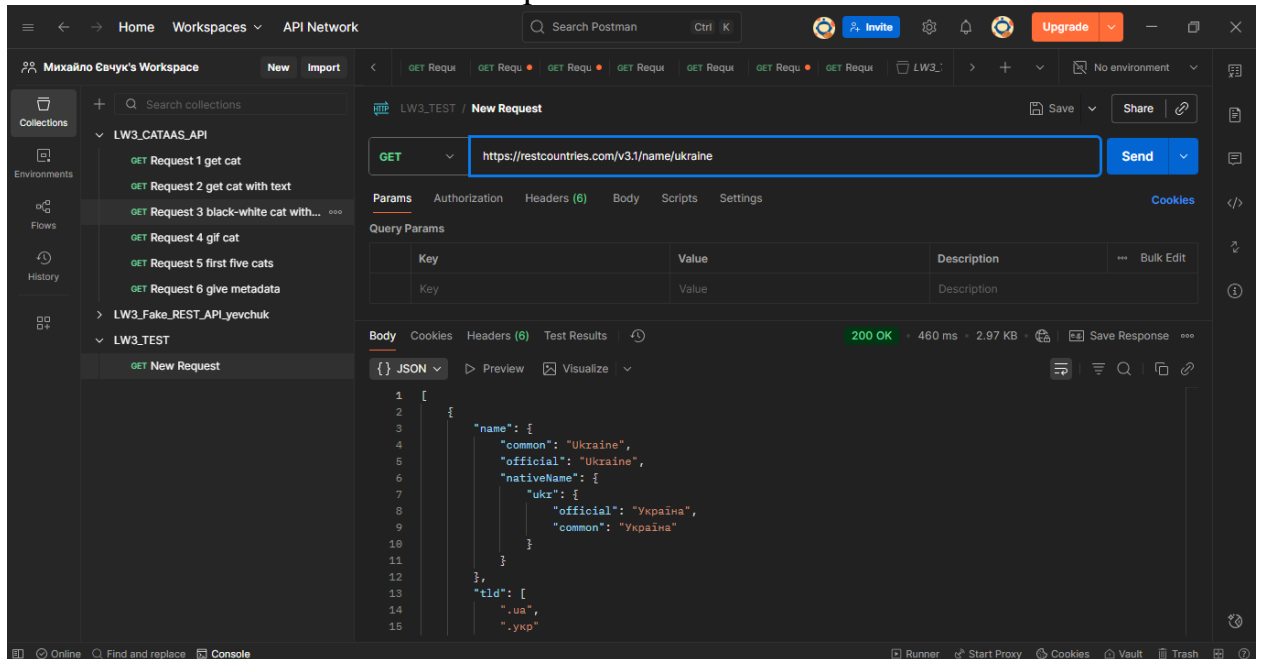 Home Workspaces API Network Search Postman Ctrl K Invite Upgrade
Михайло Євчук's Workspace New Import
GET Reque GET Requ GET Requ GET Reque GET Reque GET Requ GET Reque LW3_ No environment
Collections
Environments
Flows
History
Search collections
LW3_CATAAS_API
GET Request 1 get cat
GET Request 2 get cat with text
GET Request 3 black-white cat with...
GET Request 4 gif cat
GET Request 5 first five cats
GET Request 6 give metadata
LW3_Fake_REST_API_yevchuk
LW3_TEST
GET New Request
HTTP LW3_TEST / New Request Save Share
GET https://restcountries.com/v3.1/name/ukraine Send
Params Authorization Headers (6) Body Scripts Settings Cookies
Query Params
Key Value Description Bulk Edit
Key Value Description
Body Cookies Headers (6) Test Results 200 OK 460 ms 2.97 KB Save Response
{} JSON Preview Visualize
1 [
2 {
3 "name": {
4 "common": "Ukraine",
5 "official": "Ukraine",
6 "nativeName": {
7 "ukr": {
8 "official": "Україна",
9 "common": "Україна"
10 }
11 }
12 },
13 "tld": [
14 ".ua",
15 ".укр"
Online Find and replace Console Runner Start Proxy Cookies Vault Trash